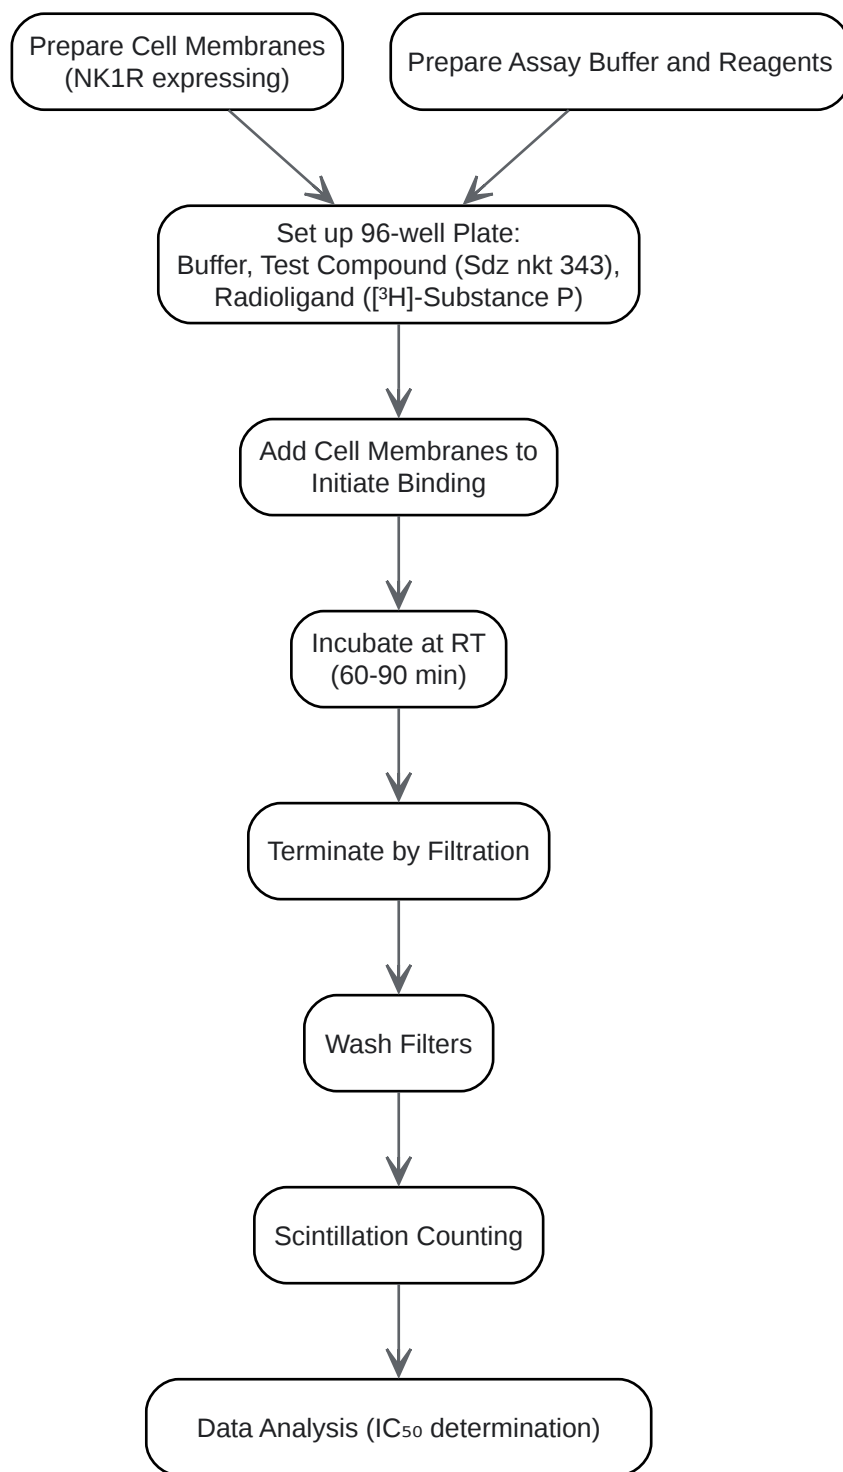 Prepare Cell Membranes
(NK1R expressing)
Prepare Assay Buffer and Reagents
Set up 96-well Plate:
Buffer, Test Compound (Sdz nkt 343),
Radioligand ([³H]-Substance P)
Add Cell Membranes to
Initiate Binding
Incubate at RT
(60-90 min)
Terminate by Filtration
Wash Filters
Scintillation Counting
Data Analysis (IC₅₀ determination)